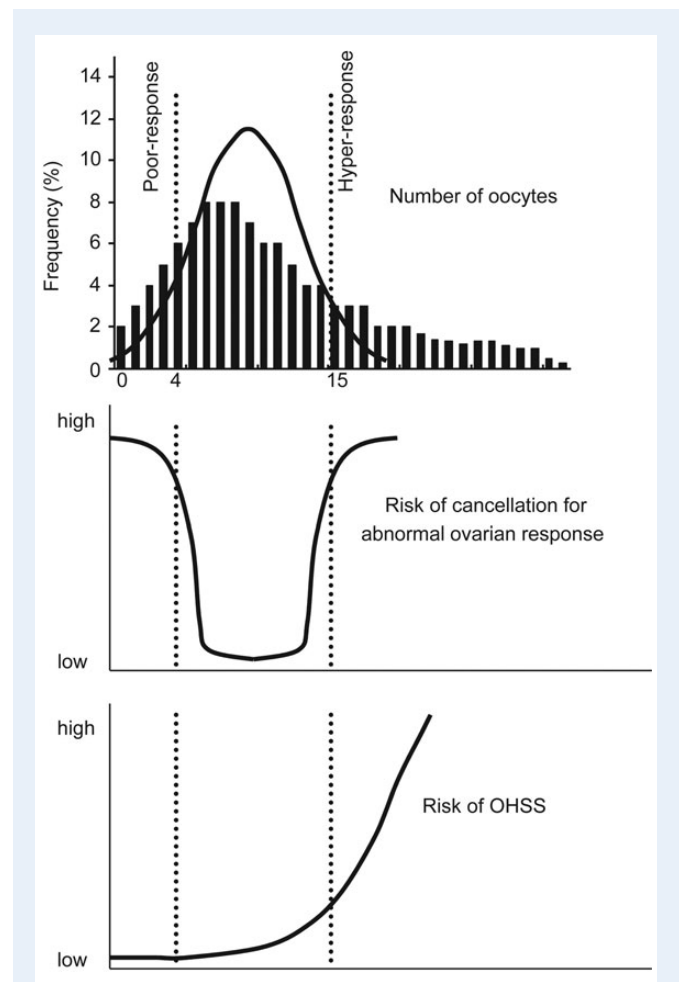 14
12
10
8
6
4
2
0
Frequency (%)
Poor-response
Hyper-response
Number of oocytes
0 4 15
high
Risk of cancellation for
abnormal ovarian response
low
high
Risk of OHSS
low